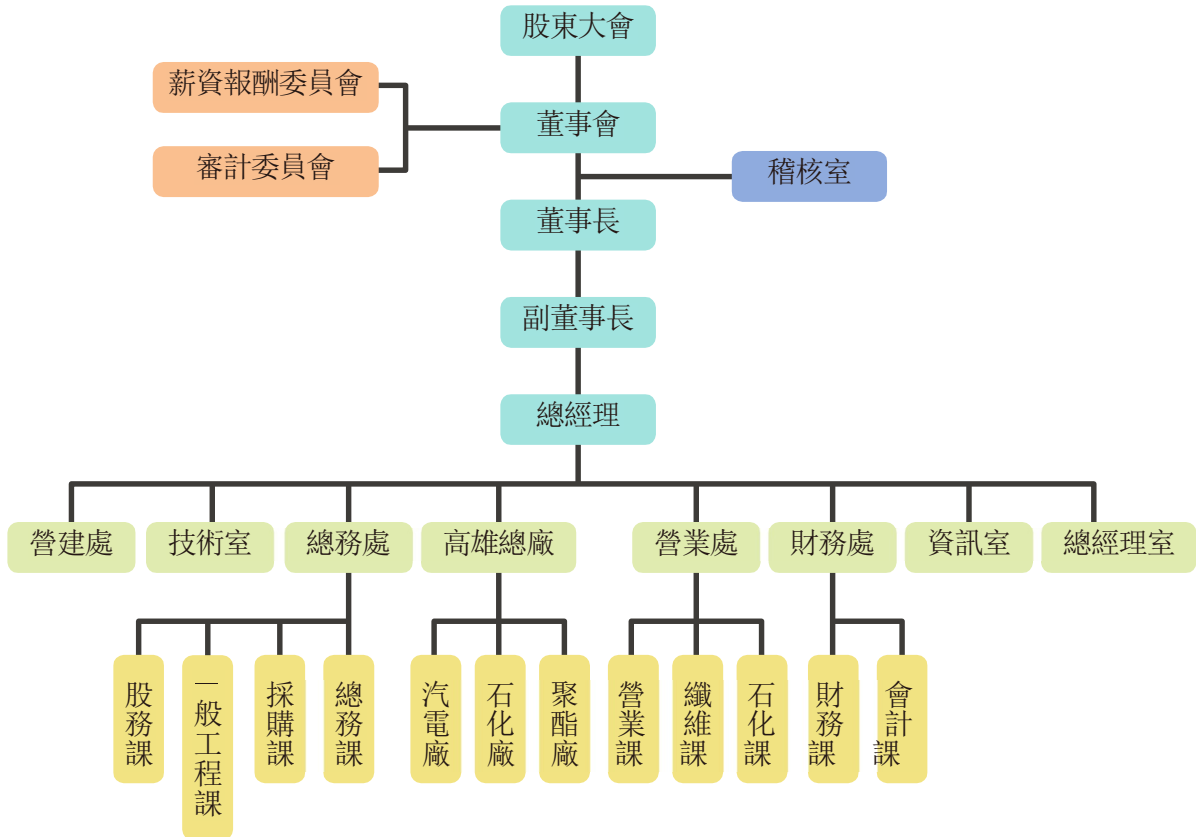 股東大會
薪資報酬委員會
董事會
審計委員會
稽核室
董事長
副董事長
總經理
營建處
技術室
總務處
高雄總廠
營業處
財務處
資訊室
總經理室
股務課
一般工程課
採購課
總務課
汽電廠
石化廠
聚酯廠
營業課
纖維課
石化課
財務課
會計課